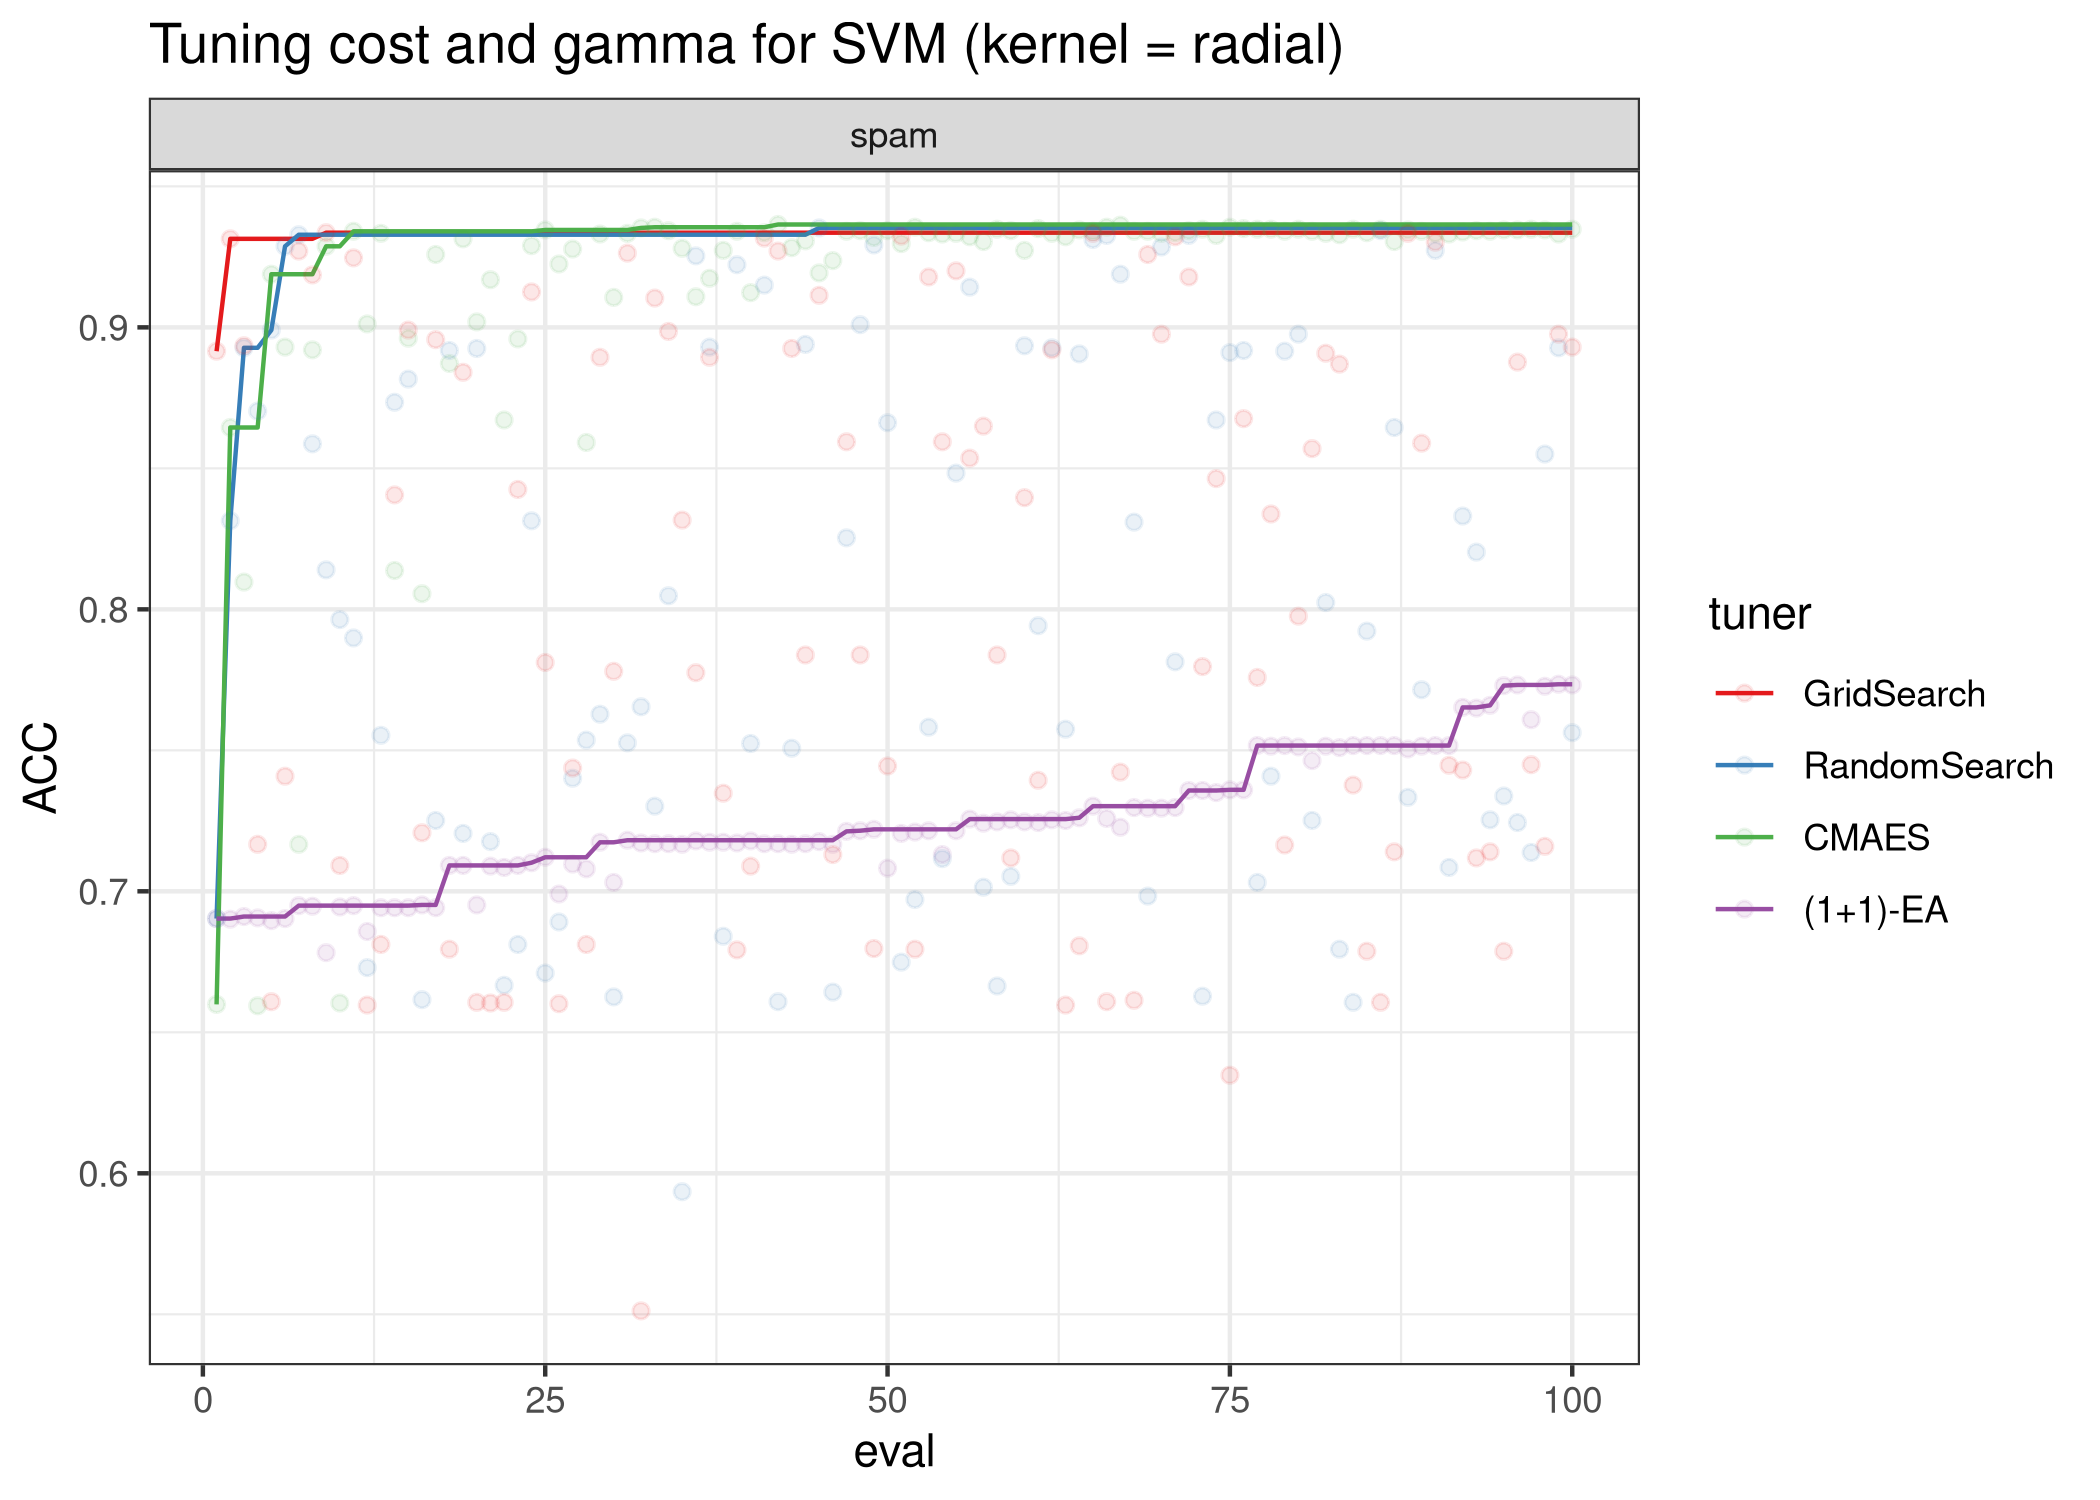 Tuning cost and gamma for SVM (kernel = radial)
spam
ACC
0.9
0.8
0.7
0.6
0
25
50
75
100
eval
tuner
GridSearch
RandomSearch
CMAES
(1+1)-EA